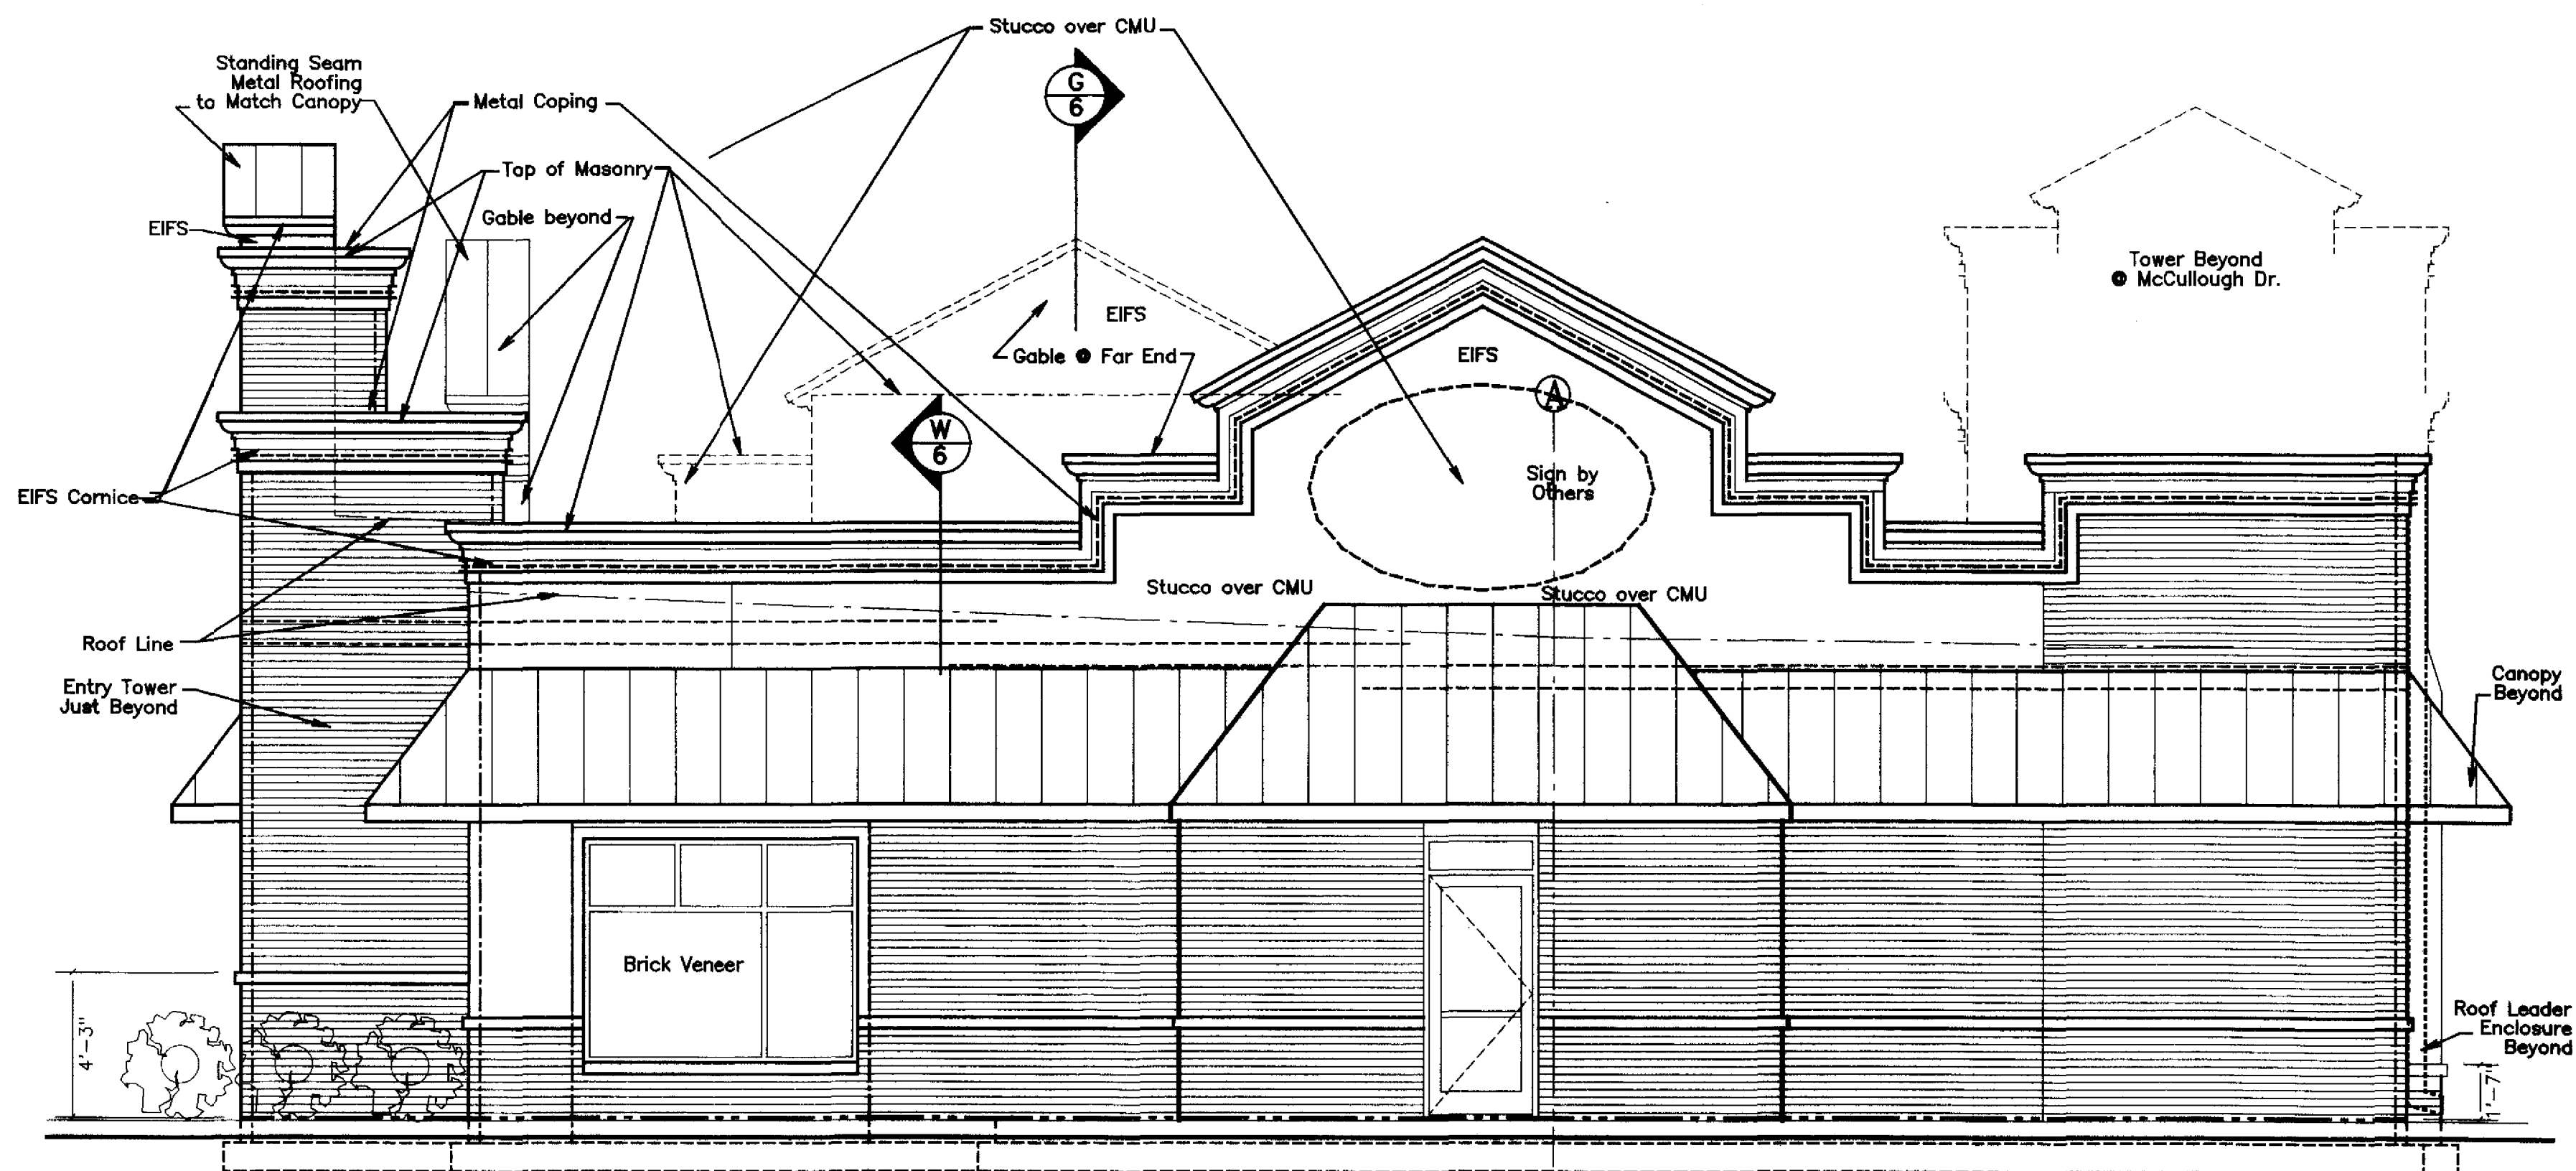 Stucco over CMU
Standing Seam
Metal Roofing
to Match Canopy
Metal Coping
G
6
Top of Masonry
Gable beyond
EIFS
Tower Beyond
@ McCullough Dr.
EIFS
Gable @ Far End
EIFS
A
W
6
Sign by
Others
EIFS Cornice
Stucco over CMU
Stucco over CMU
Roof Line
Entry Tower
Just Beyond
Canopy
Beyond
Brick Veneer
4'-3"
Roof Leader
Enclosure
Beyond
1'-7"